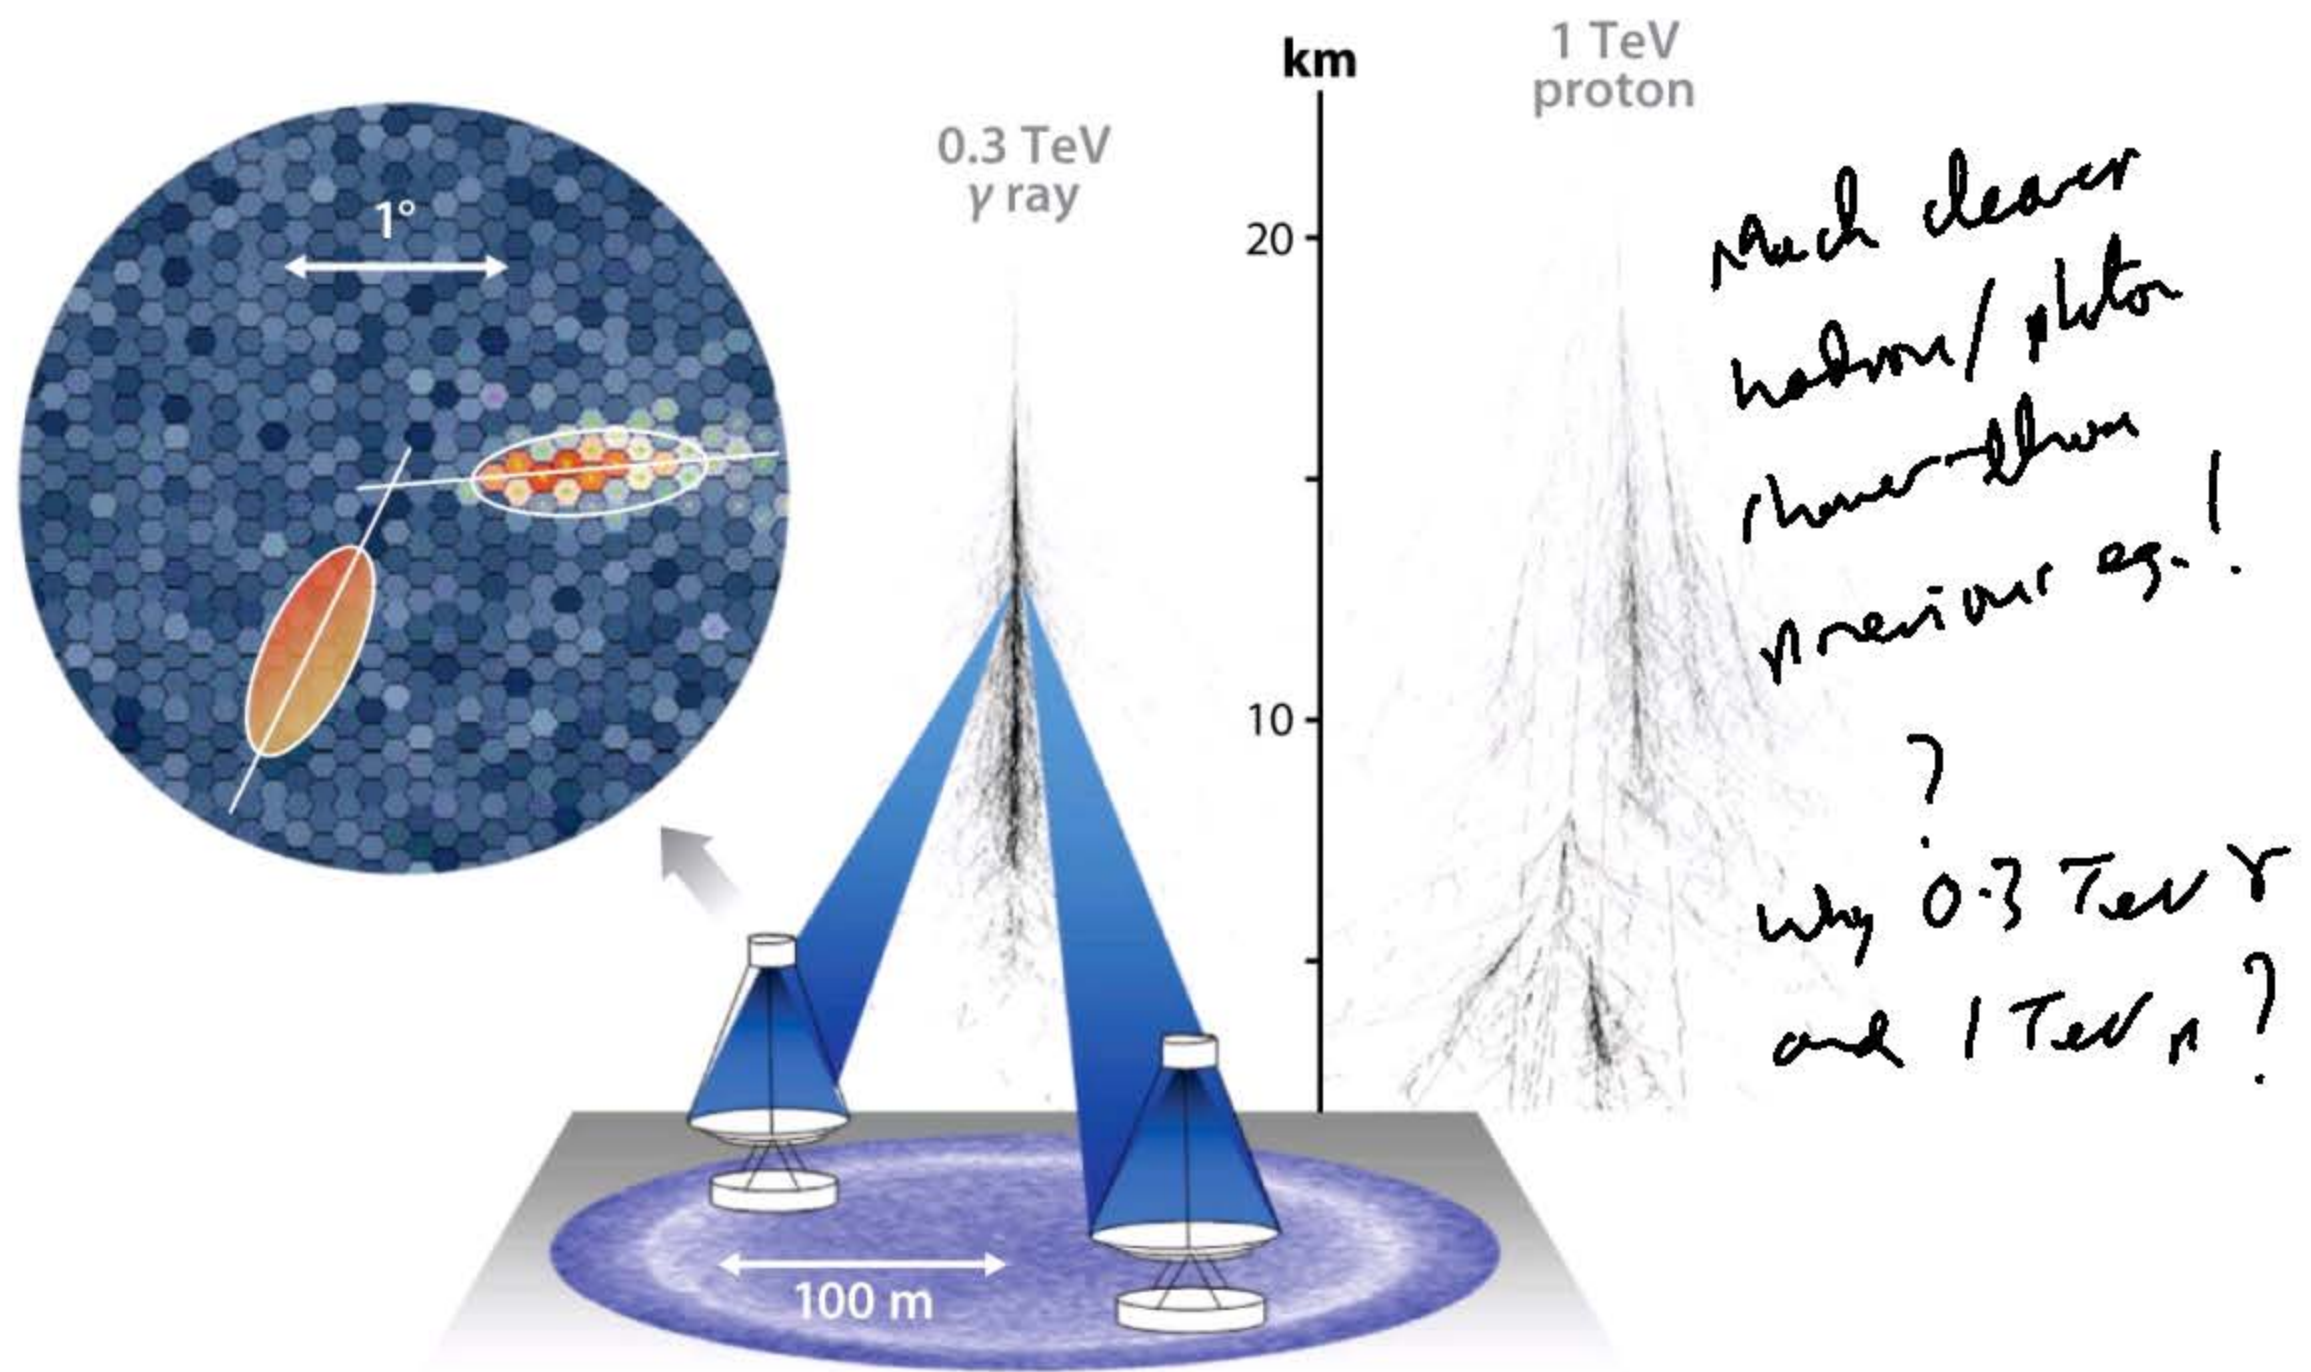 1°
0.3 TeV
γ ray
km
20
10
1 TeV
proton
100 m
Much clearer
hadron / photon
shower than
previous eg. !
?
Why 0.3 TeV γ
and 1 TeV p ?